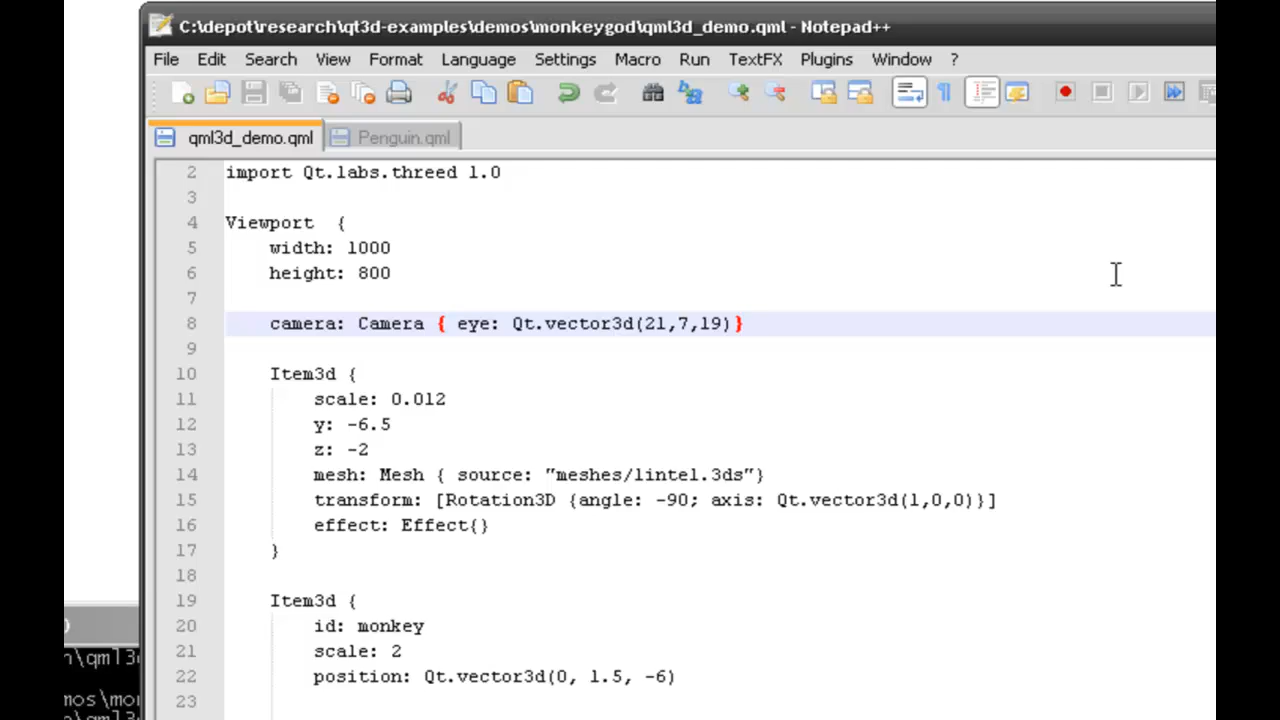 C:\depot\research\qt3d-examples\demos\monkeygod\qml3d_demo.qml - Notepad++
File Edit Search View Format Language Settings Macro Run TextFX Plugins Window ?
qml3d_demo.qml Penguin.qml
2 import Qt.labs.threed 1.0
3
4 Viewport {
5 width: 1000
6 height: 800
7
8 camera: Camera { eye: Qt.vector3d(21,7,19)}
9
10 Item3d {
11 scale: 0.012
12 y: -6.5
13 z: -2
14 mesh: Mesh { source: "meshes/lintel.3ds"}
15 transform: [Rotation3D {angle: -90; axis: Qt.vector3d(1,0,0)}]
16 effect: Effect{}
17 }
18
19 Item3d {
20 id: monkey
21 scale: 2
22 position: Qt.vector3d(0, 1.5, -6)
23